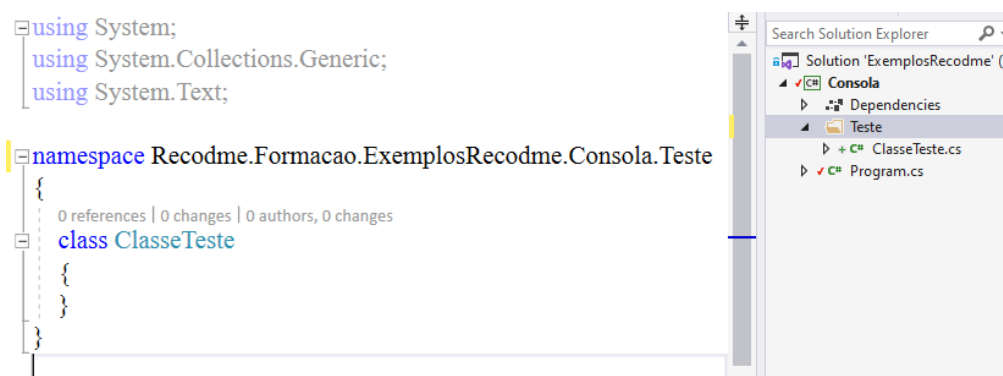 using System;
using System.Collections.Generic;
using System.Text;
namespace Recodme.Formacao.ExemplosRecodme.Consola.Teste
{
0 references | 0 changes | 0 authors, 0 changes
class ClasseTeste
{
}
}
Search Solution Explorer
Solution 'ExemplosRecodme' (
C# Consola
Dependencies
Teste
+ C# ClasseTeste.cs
C# Program.cs